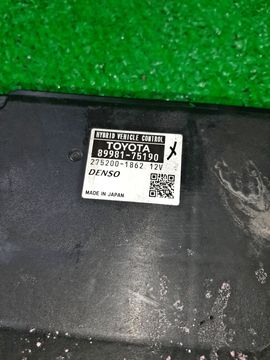 HYBRID VEHICLE CONTROL
TOYOTA
89981-75190
275200-1862 12V
DENSO
MADE IN JAPAN